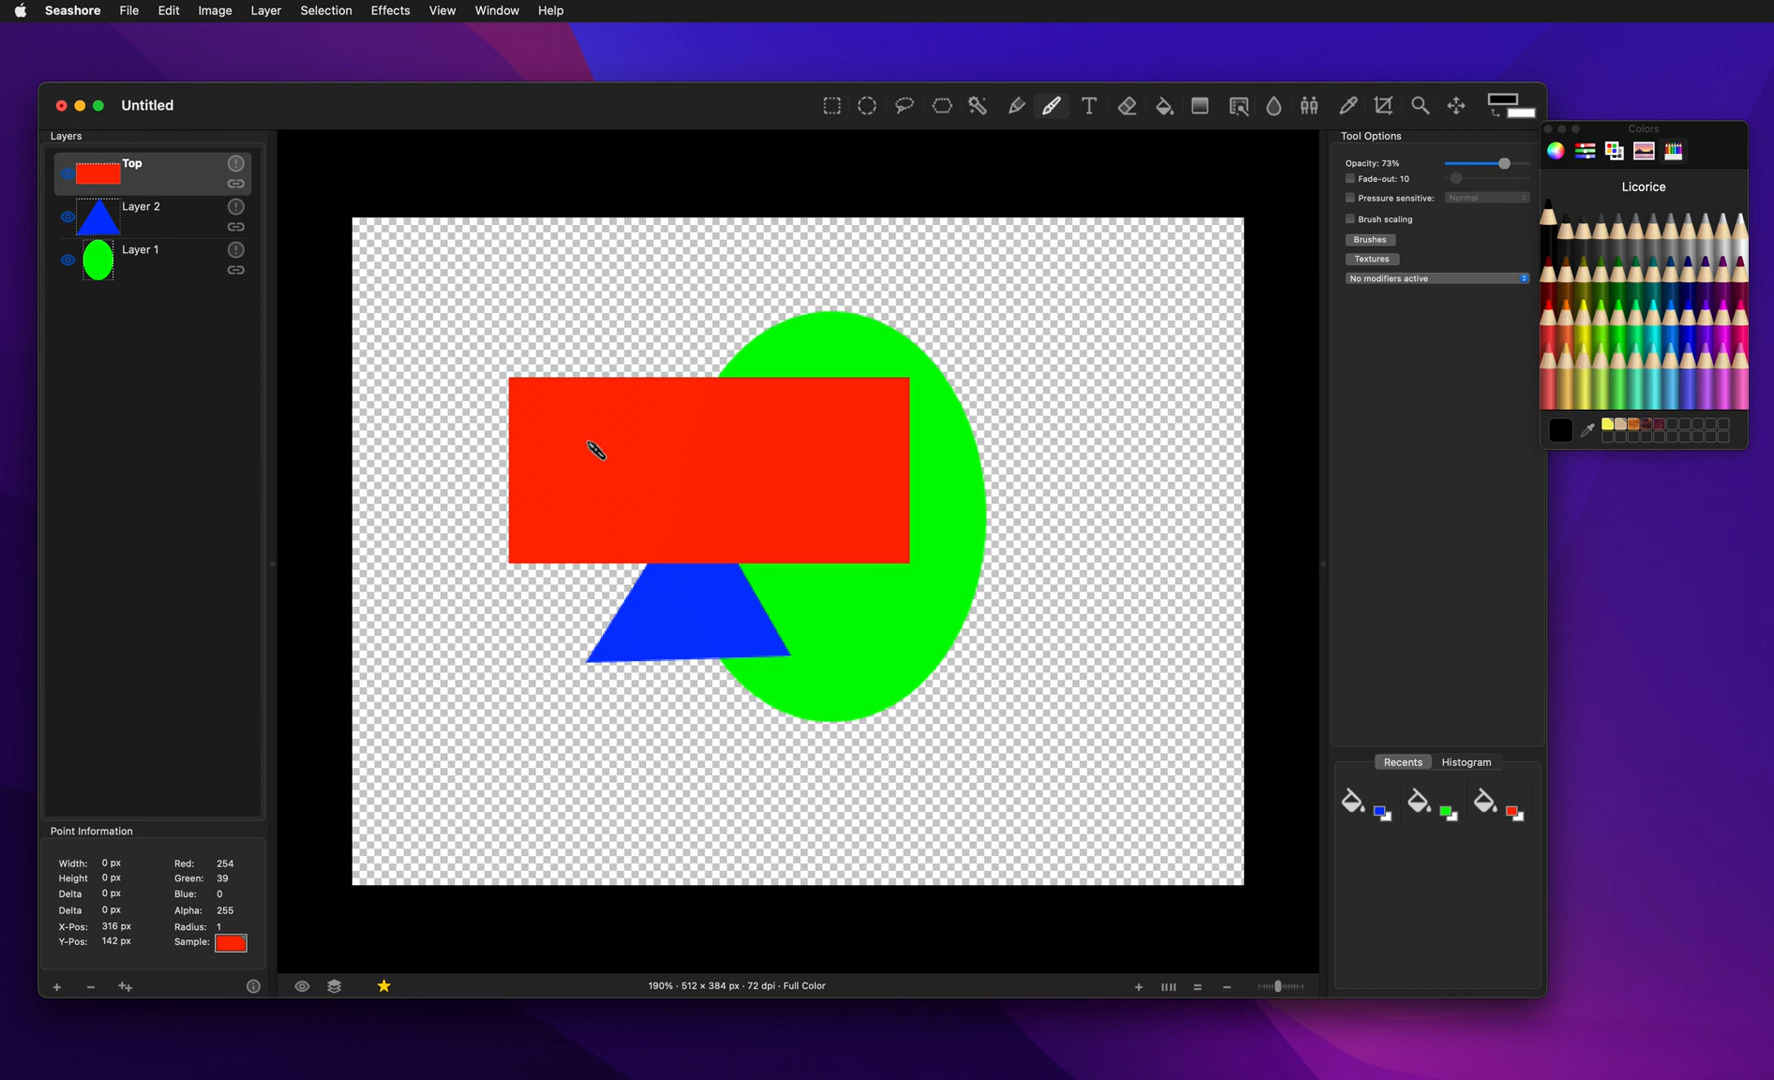 Seashore File Edit Image Layer Selection Effects View Window Help
Untitled
Layers
Top
Layer 2
Layer 1
Point Information
Width: 0 px Red: 254
Height 0 px Green: 39
Delta 0 px Blue: 0
Delta 0 px Alpha: 255
X-Pos: 316 px Radius: 1
Y-Pos: 142 px Sample:
190% · 512 × 384 px · 72 dpi · Full Color
Tool Options
Opacity: 73%
Fade-out: 10
Pressure sensitive: Normal
Brush scaling
Brushes
Textures
No modifiers active
Recents Histogram
Colors
Licorice